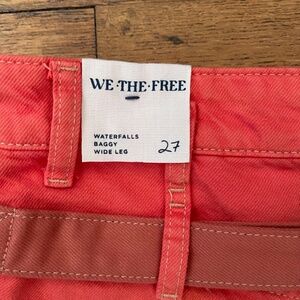 WE·THE·FREE
WATERFALLS
BAGGY
WIDE LEG
27